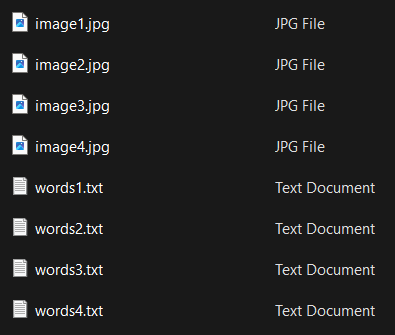 image1.jpg JPG File
image2.jpg JPG File
image3.jpg JPG File
image4.jpg JPG File
words1.txt Text Document
words2.txt Text Document
words3.txt Text Document
words4.txt Text Document